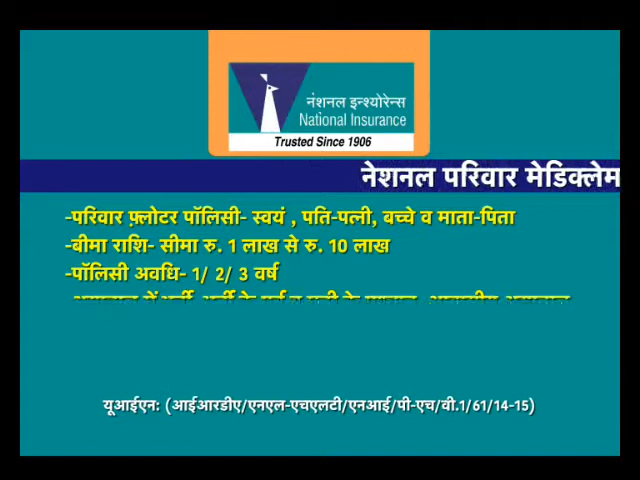 नंशनल इन्श्योरेन्स
National Insurance
Trusted Since 1906
नेशनल परिवार मेडिक्लेम
-परिवार फ़्लोटर पॉलिसी- स्वयं , पति-पत्नी, बच्चे व माता-पिता
-बीमा राशि- सीमा रु. 1 लाख से रु. 10 लाख
-पॉलिसी अवधि- 1/ 2/ 3 वर्ष
यूआईएन: (आईआरडीए/एनएल-एचएलटी/एनआई/पी-एच/वी.1/61/14-15)